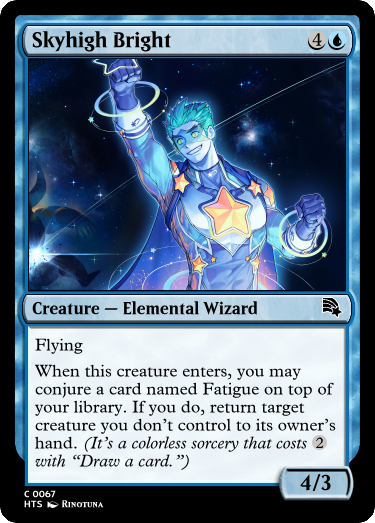 Skyhigh Bright 4
Creature — Elemental Wizard
Flying
When this creature enters, you may
conjure a card named Fatigue on top of
your library. If you do, return target
creature you don't control to its owner's
hand. (It's a colorless sorcery that costs 2
with “Draw a card.”)
4/3
C 0067
HTS Rinotuna